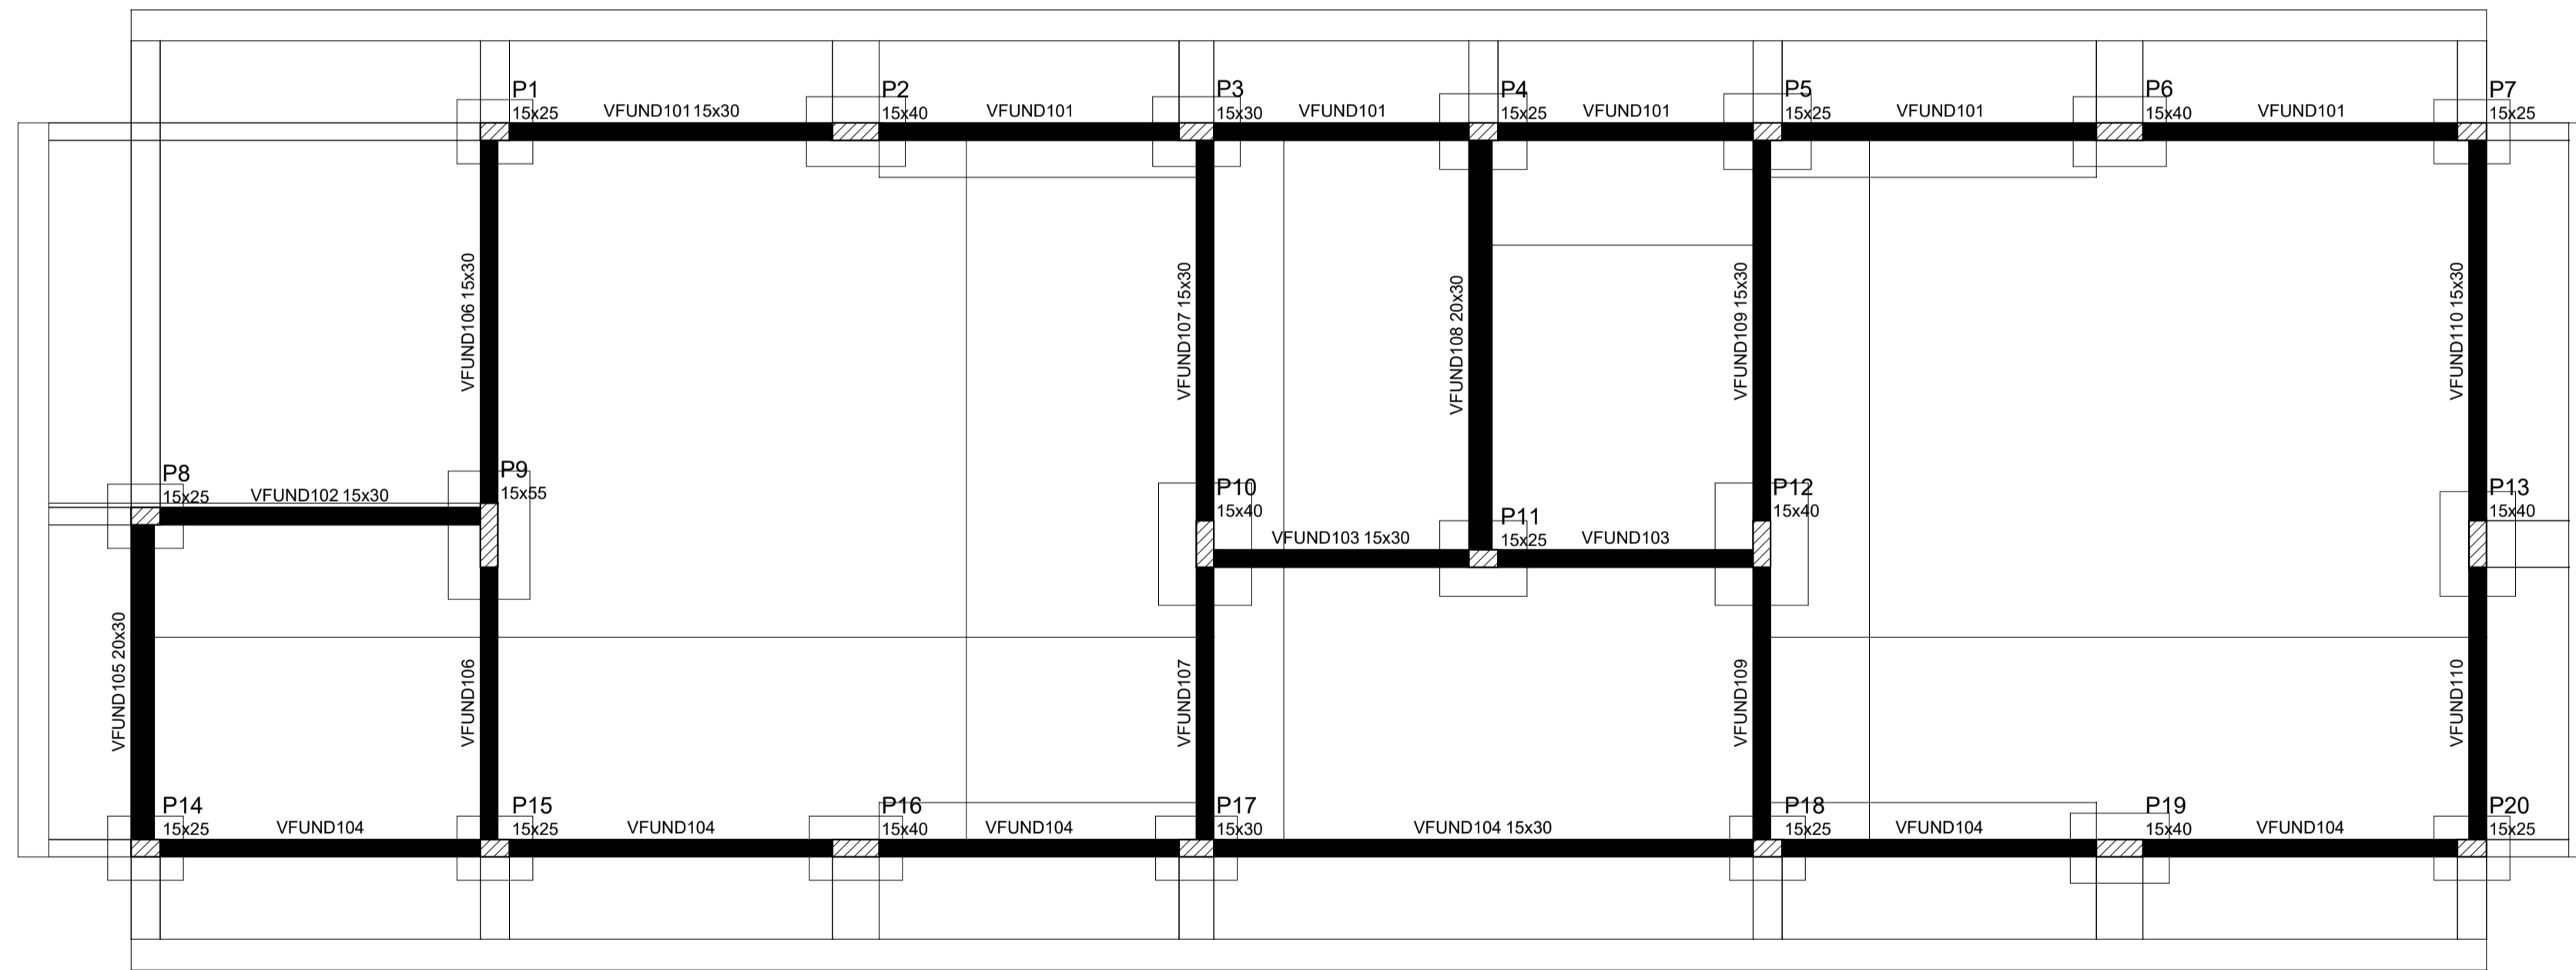 P1
15x25
VFUND101 15x30
P2
15x40
VFUND101
P3
15x30
VFUND101
P4
15x25
VFUND101
P5
15x25
VFUND101
P6
15x40
VFUND101
P7
15x25
VFUND106 15x30
VFUND107 15x30
VFUND108 20x30
VFUND109 15x30
VFUND110 15x30
P8
15x25
VFUND102 15x30
P9
15x55
P10
15x40
VFUND103 15x30
P11
15x25
VFUND103
P12
15x40
P13
15x40
VFUND105 20x30
VFUND106
VFUND107
VFUND109
VFUND110
P14
15x25
VFUND104
P15
15x25
VFUND104
P16
15x40
VFUND104
P17
15x30
VFUND104 15x30
P18
15x25
VFUND104
P19
15x40
VFUND104
P20
15x25